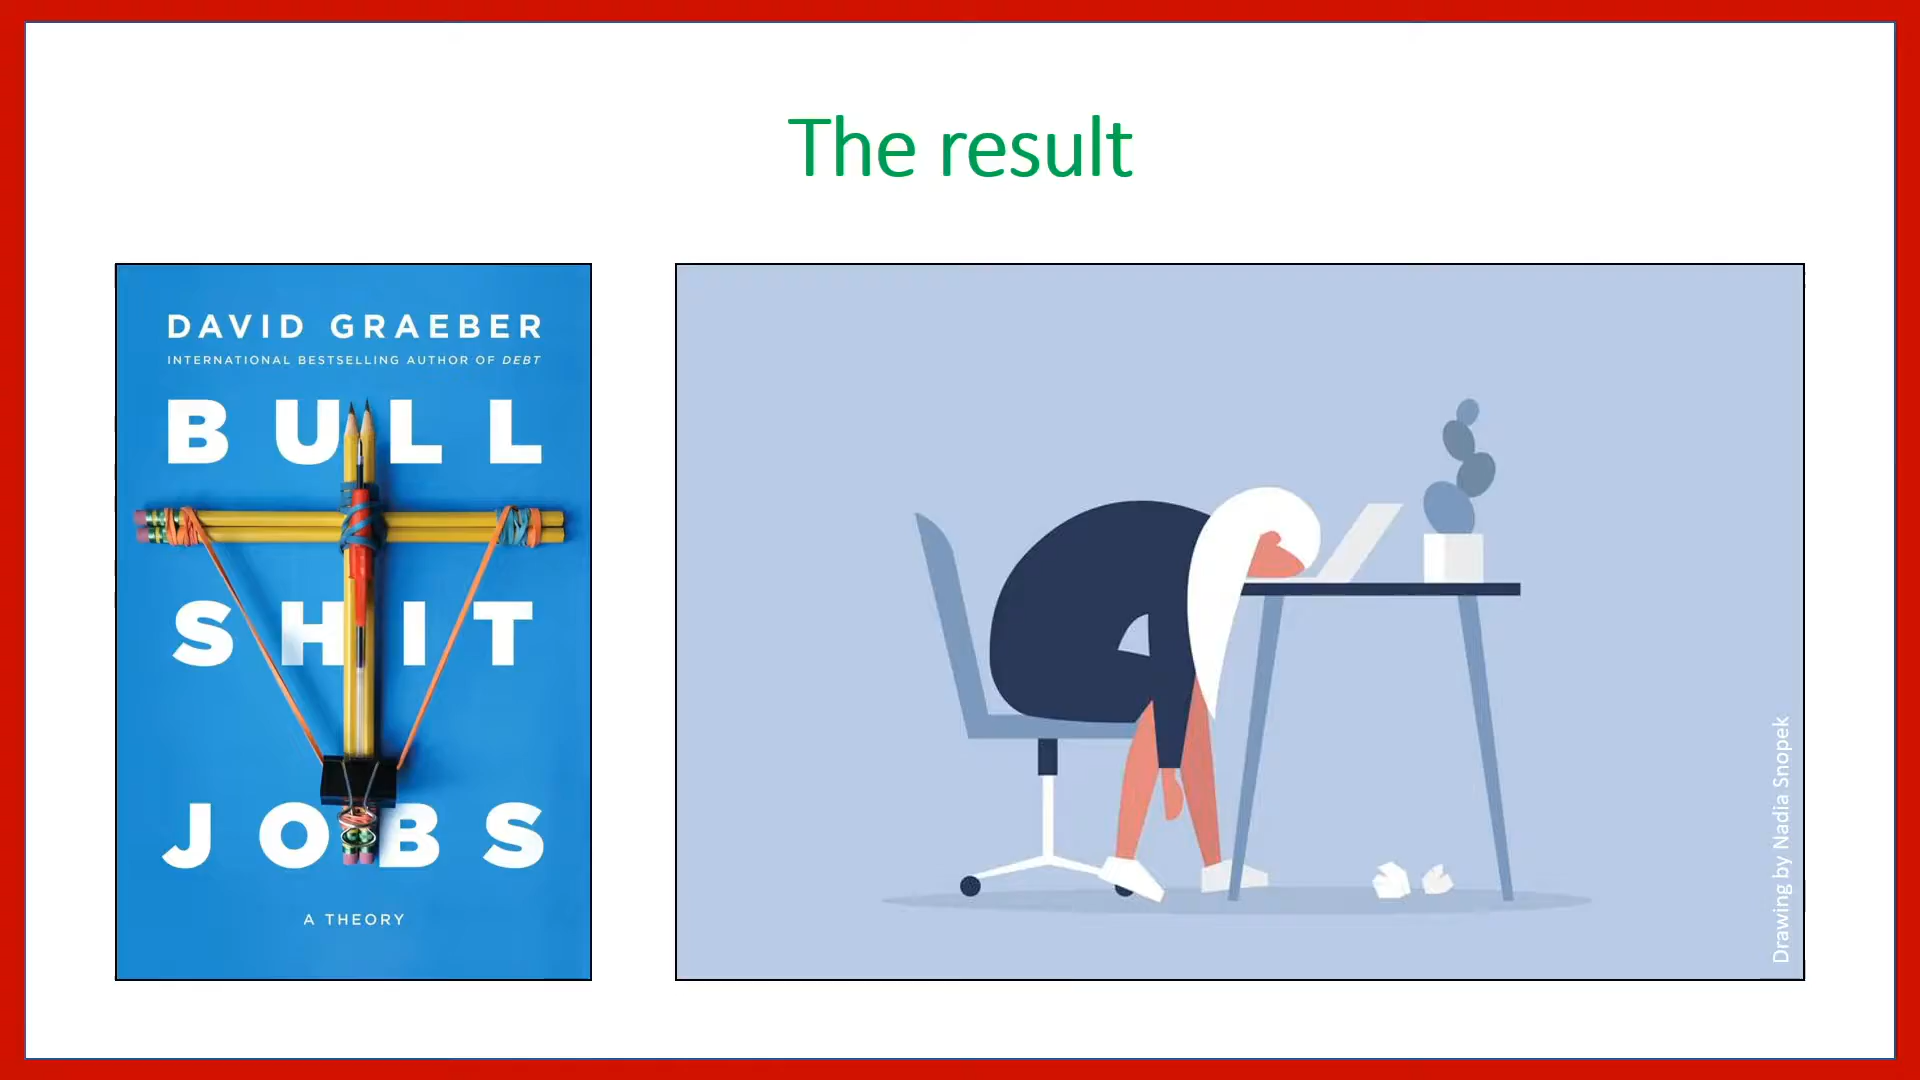 The result
DAVID GRAEBER
INTERNATIONAL BESTSELLING AUTHOR OF DEBT
BULL
SHIT
JOBS
A THEORY
Drawing by Nadia Snopek